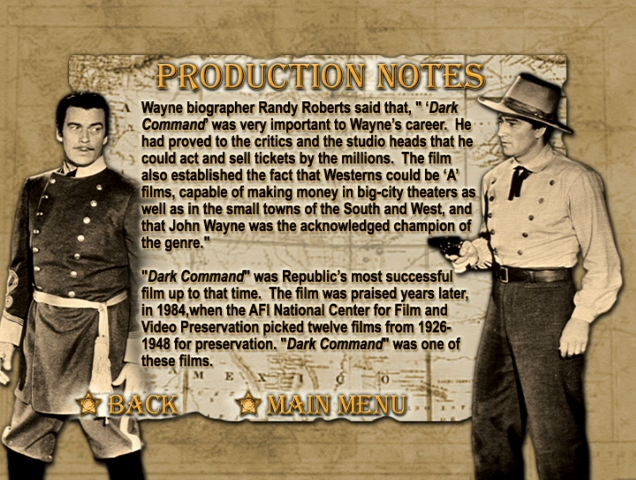 PRODUCTION NOTES
Wayne biographer Randy Roberts said that, " ‘Dark
Command’ was very important to Wayne’s career.  He
had proved to the critics and the studio heads that he
could act and sell tickets by the millions.  The film
also established the fact that Westerns could be ‘A’
films, capable of making money in big-city theaters as
well as in the small towns of the South and West, and
that John Wayne was the acknowledged champion of
the genre."
"Dark Command" was Republic’s most successful
film up to that time.  The film was praised years later,
in 1984,when the AFI National Center for Film and
Video Preservation picked twelve films from 1926-
1948 for preservation. "Dark Command" was one of
these films.
MEXICO
BACK MAIN MENU